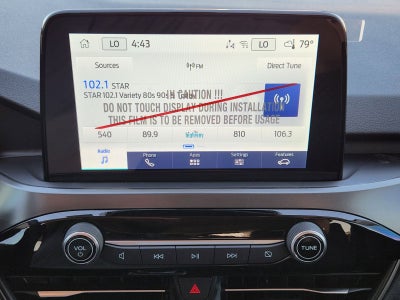 LO 4:43 LO 79°
Sources FM Direct Tune
102.1 STAR
STAR 102.1 Variety 80s 90s
!!! CAUTION !!!
DO NOT TOUCH DISPLAY DURING INSTALLATION
THIS FILM IS TO BE REMOVED BEFORE USAGE
540 89.9 810 106.3
Audio Phone Apps Settings Features
VOL TUNE